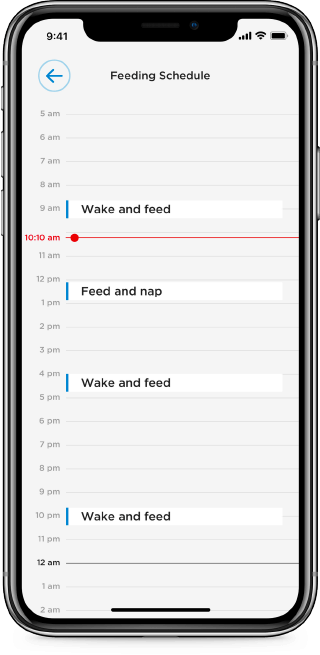 9:41
Feeding Schedule
5 am
6 am
7 am
8 am
9 am Wake and feed
10:10 am
11 am
12 pm
Feed and nap
1 pm
2 pm
3 pm
4 pm
Wake and feed
5 pm
6 pm
7 pm
8 pm
9 pm
10 pm Wake and feed
11 pm
12 am
1 am
2 am